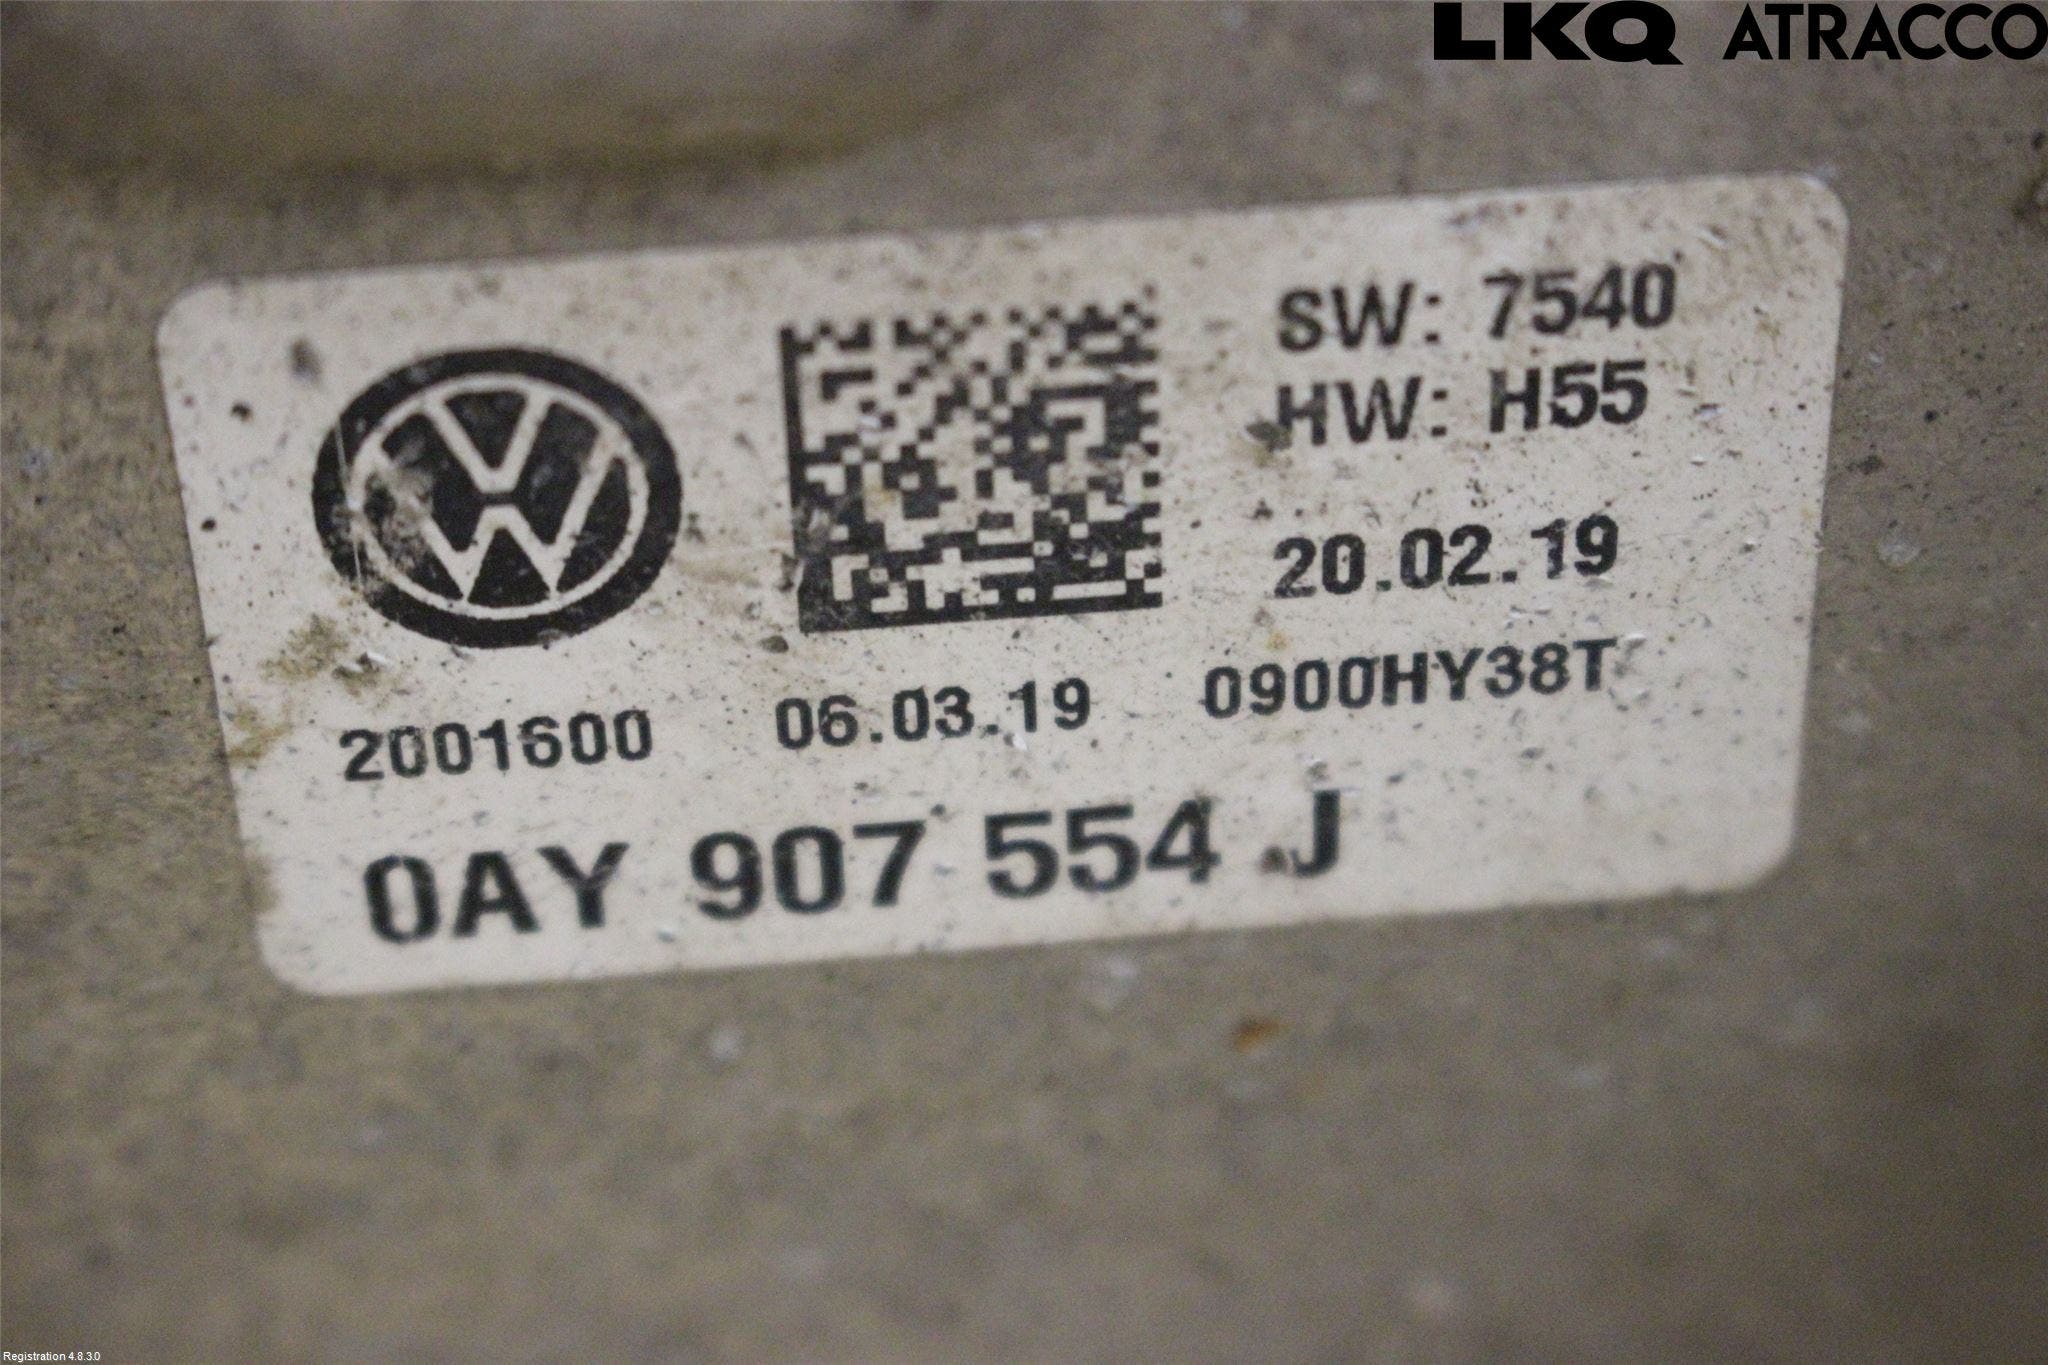 LKQ ATRACCO
SW: 7540
HW: H55
20.02.19
2001600 06.03.19 0900HY38T
0AY 907 554 J
Registration 4.8.3.0